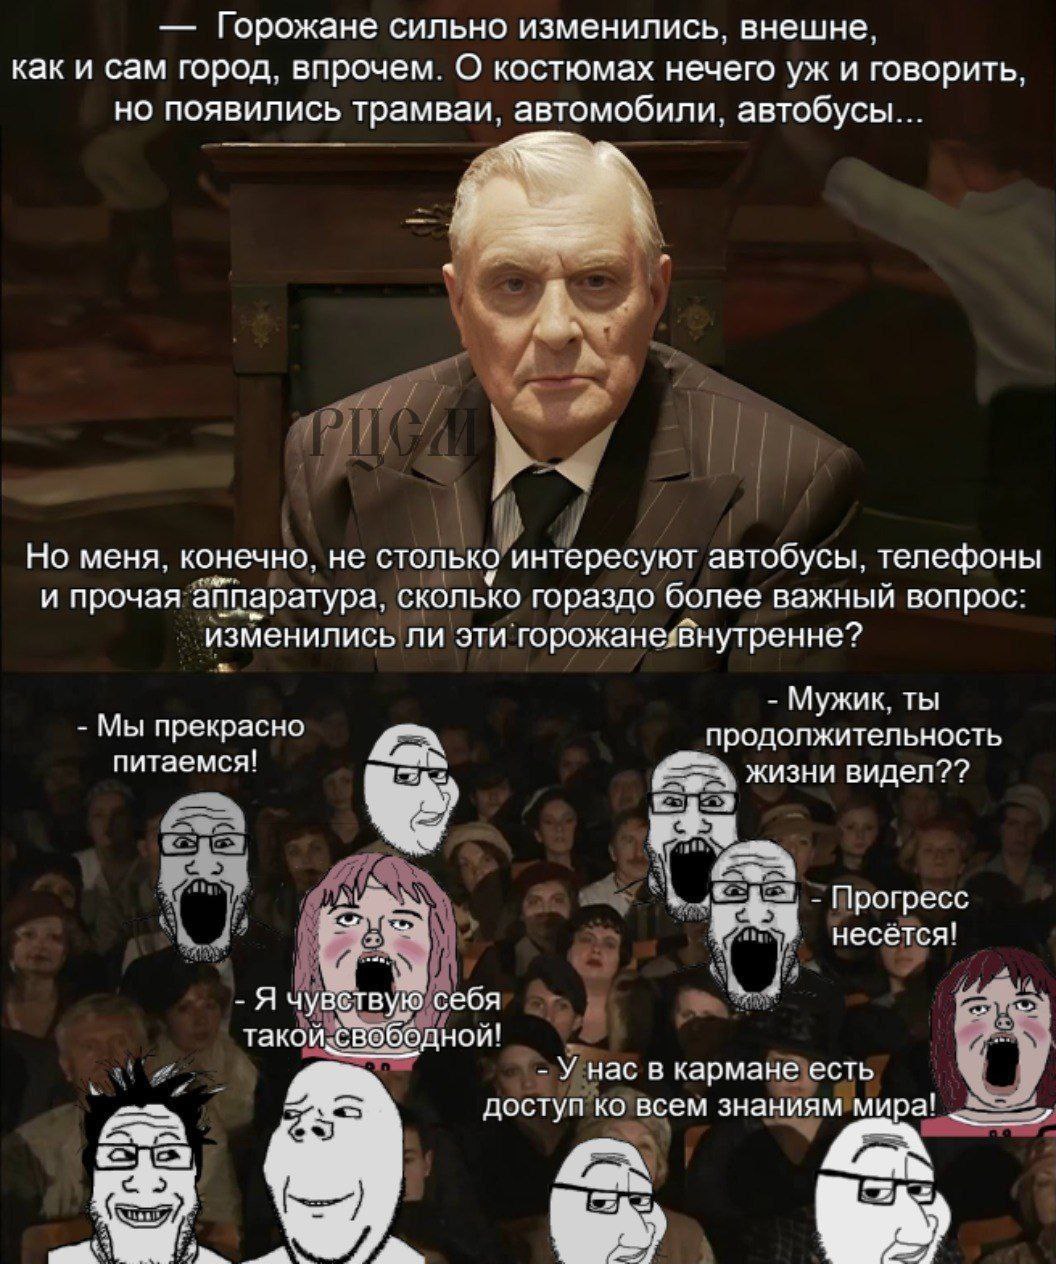 — Горожане сильно изменились, внешне,
как и сам город, впрочем. О костюмах нечего уж и говорить,
но появились трамваи, автомобили, автобусы...
РЦСМ
Но меня, конечно, не столько интересуют автобусы, телефоны
и прочая аппаратура, сколько гораздо более важный вопрос:
изменились ли эти горожане внутренне?
- Мы прекрасно
питаемся!
- Мужик, ты
продолжительность
жизни видел??
- Прогресс
несётся!
- Я чувствую себя
такой свободной!
- У нас в кармане есть
доступ ко всем знаниям мира!